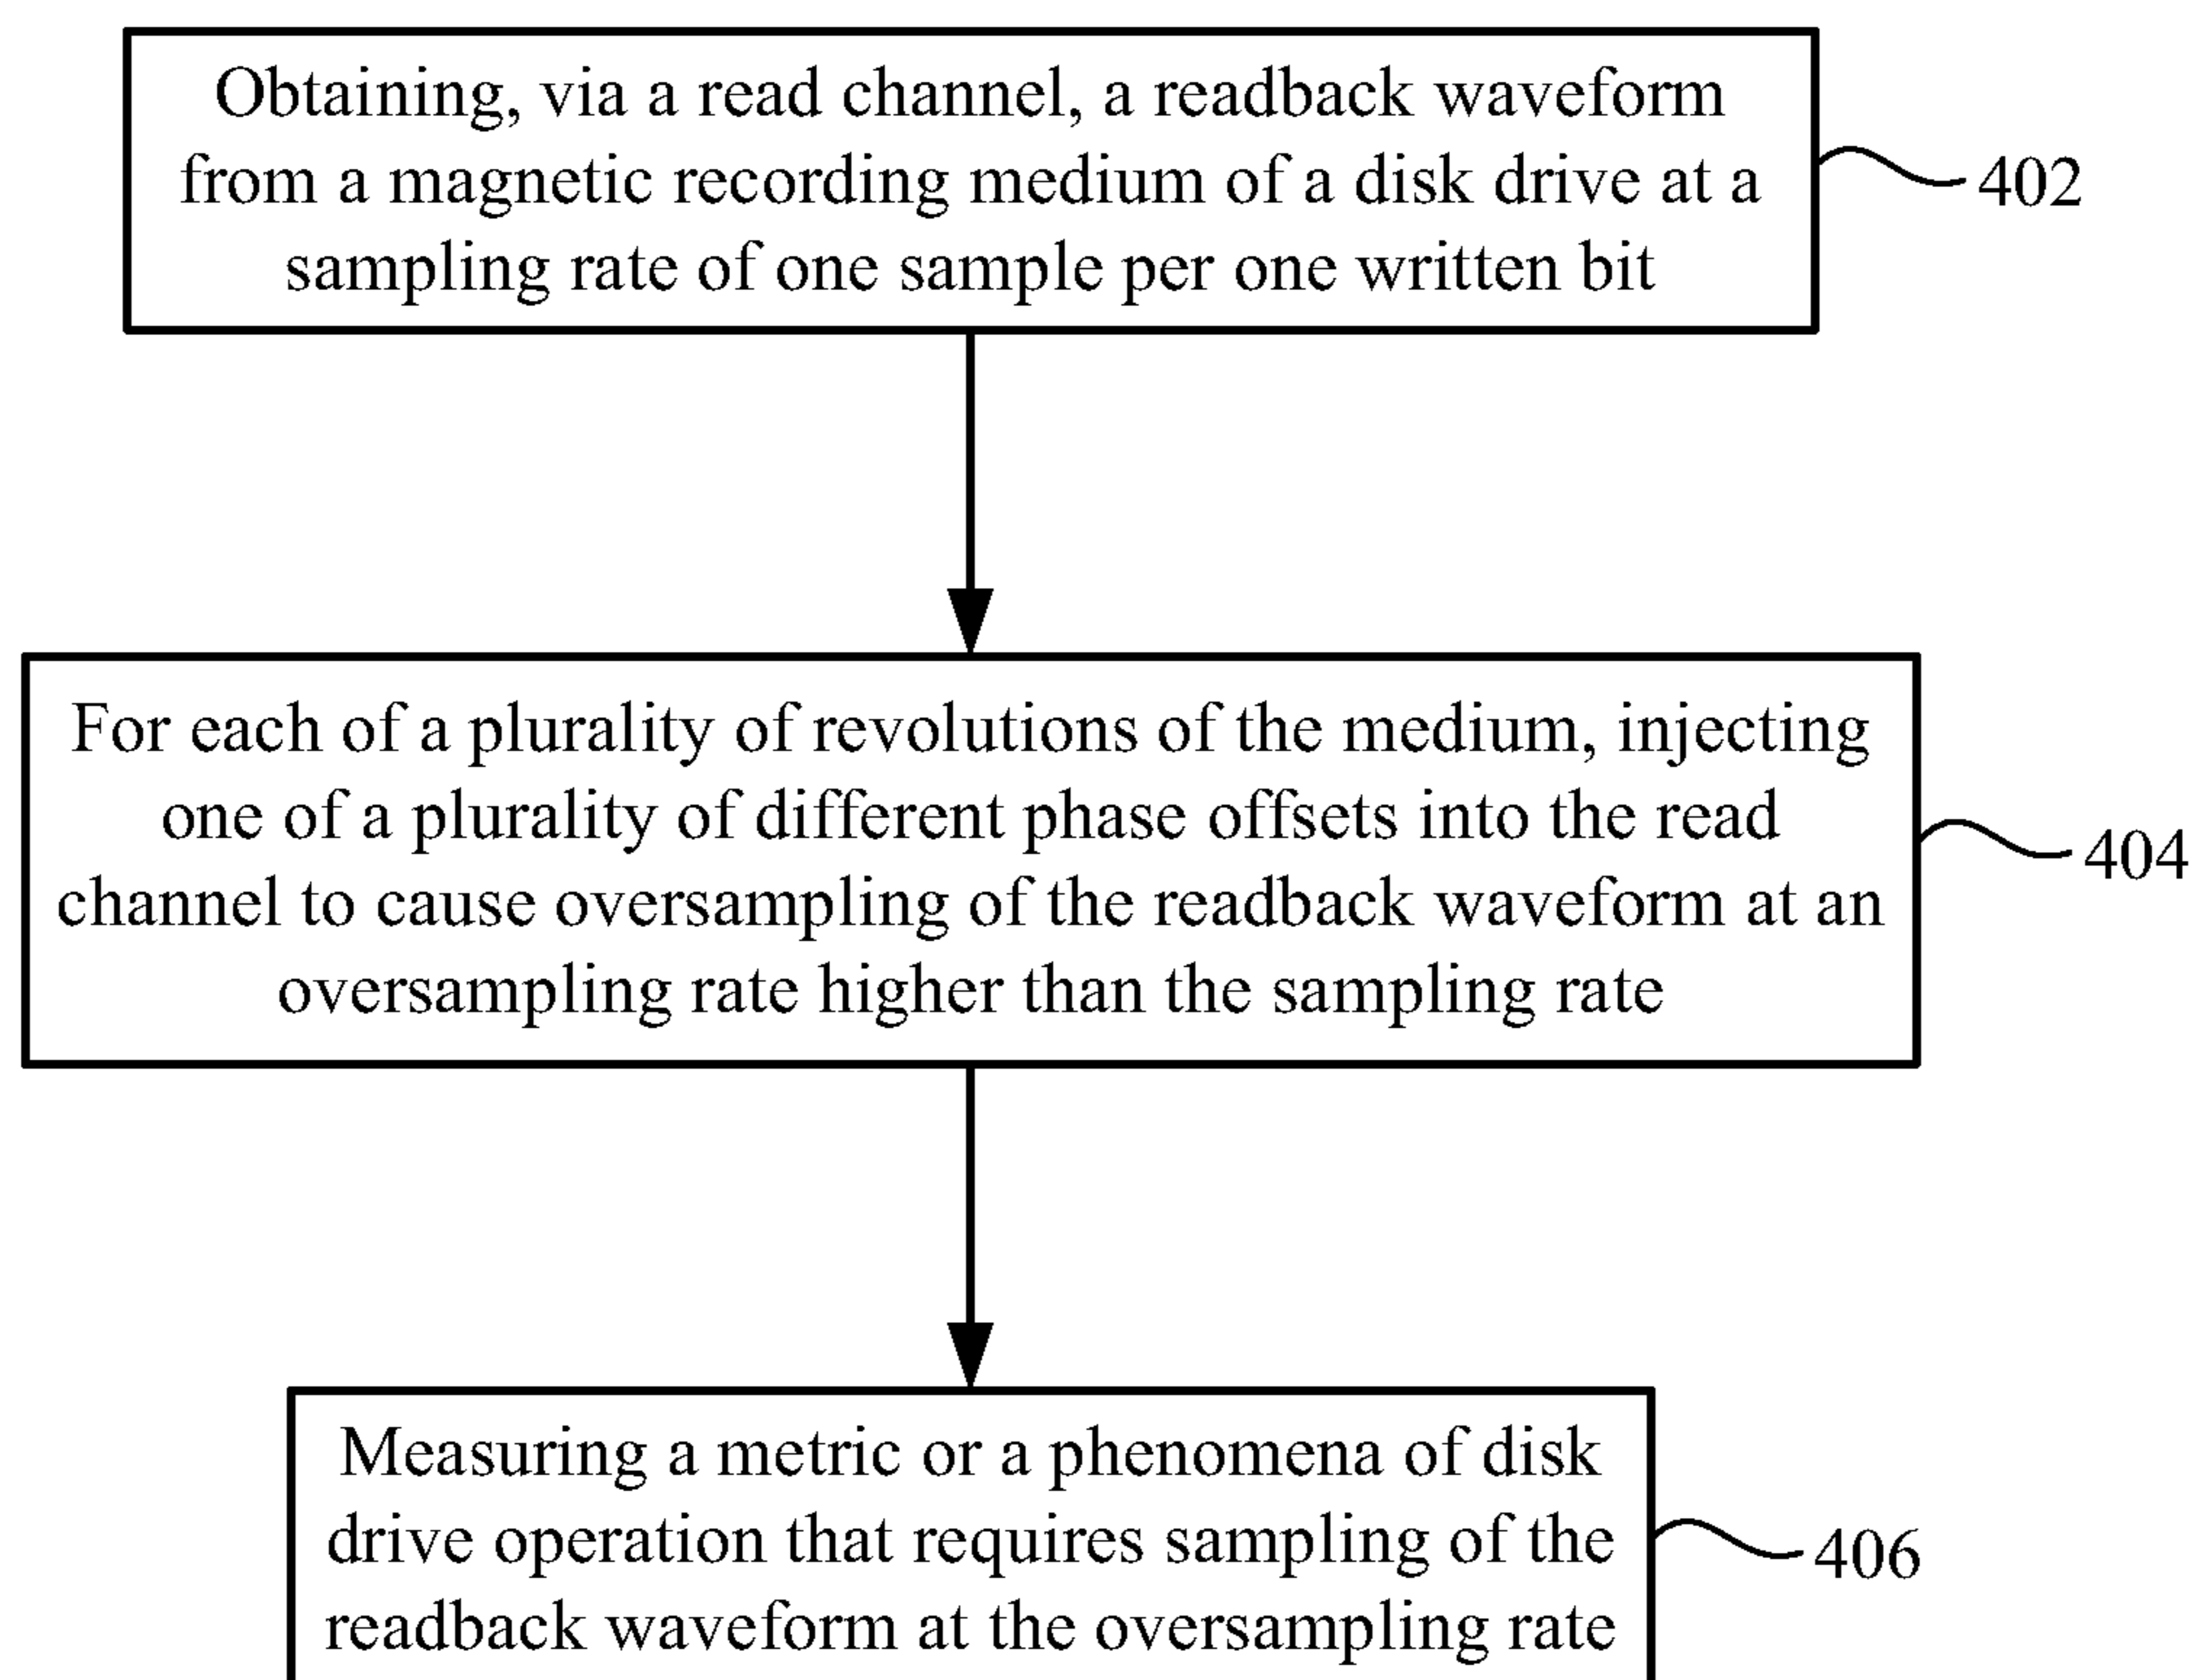 Obtaining, via a read channel, a readback waveform
from a magnetic recording medium of a disk drive at a
sampling rate of one sample per one written bit
402
For each of a plurality of revolutions of the medium, injecting
one of a plurality of different phase offsets into the read
channel to cause oversampling of the readback waveform at an
oversampling rate higher than the sampling rate
404
Measuring a metric or a phenomena of disk
drive operation that requires sampling of the
readback waveform at the oversampling rate
406